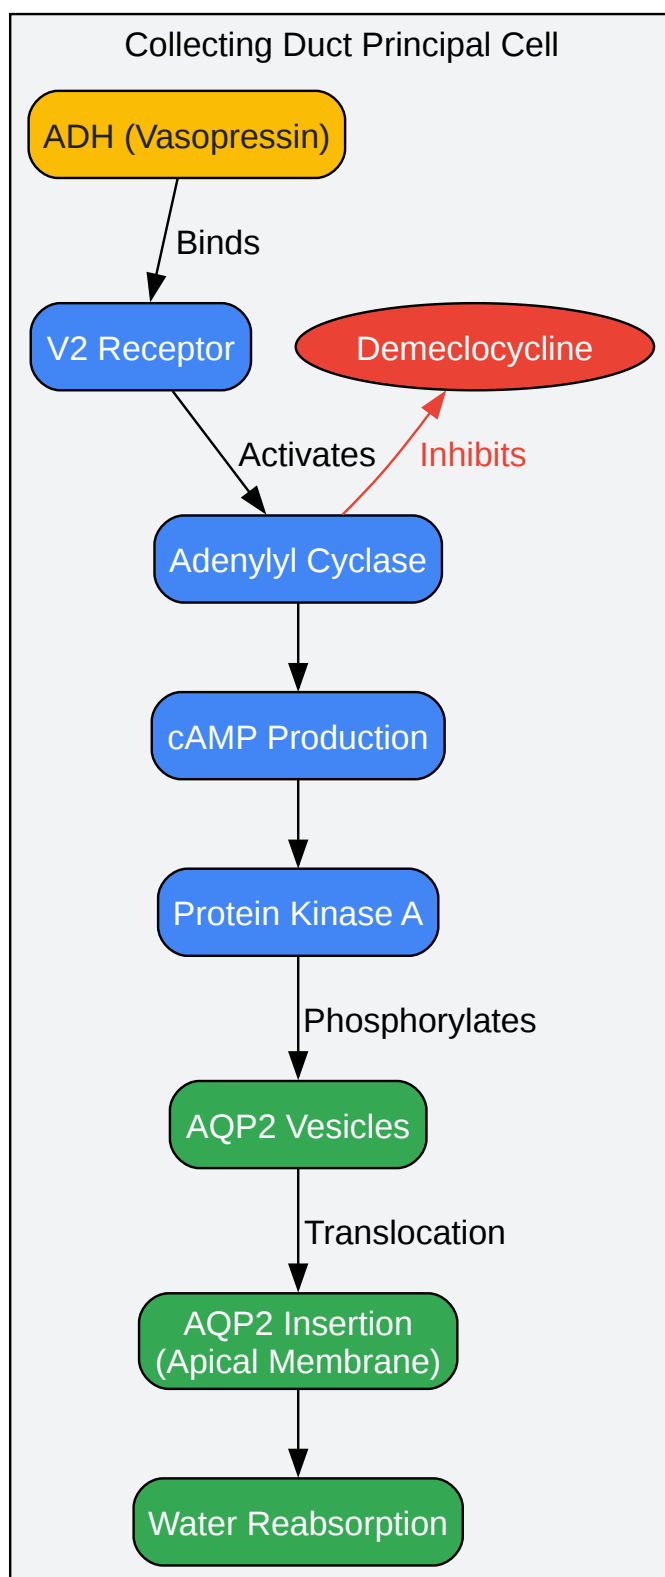 Collecting Duct Principal Cell
ADH (Vasopressin)
Binds
V2 Receptor
Demeclocycline
Activates
Inhibits
Adenylyl Cyclase
cAMP Production
Protein Kinase A
Phosphorylates
AQP2 Vesicles
Translocation
AQP2 Insertion
(Apical Membrane)
Water Reabsorption